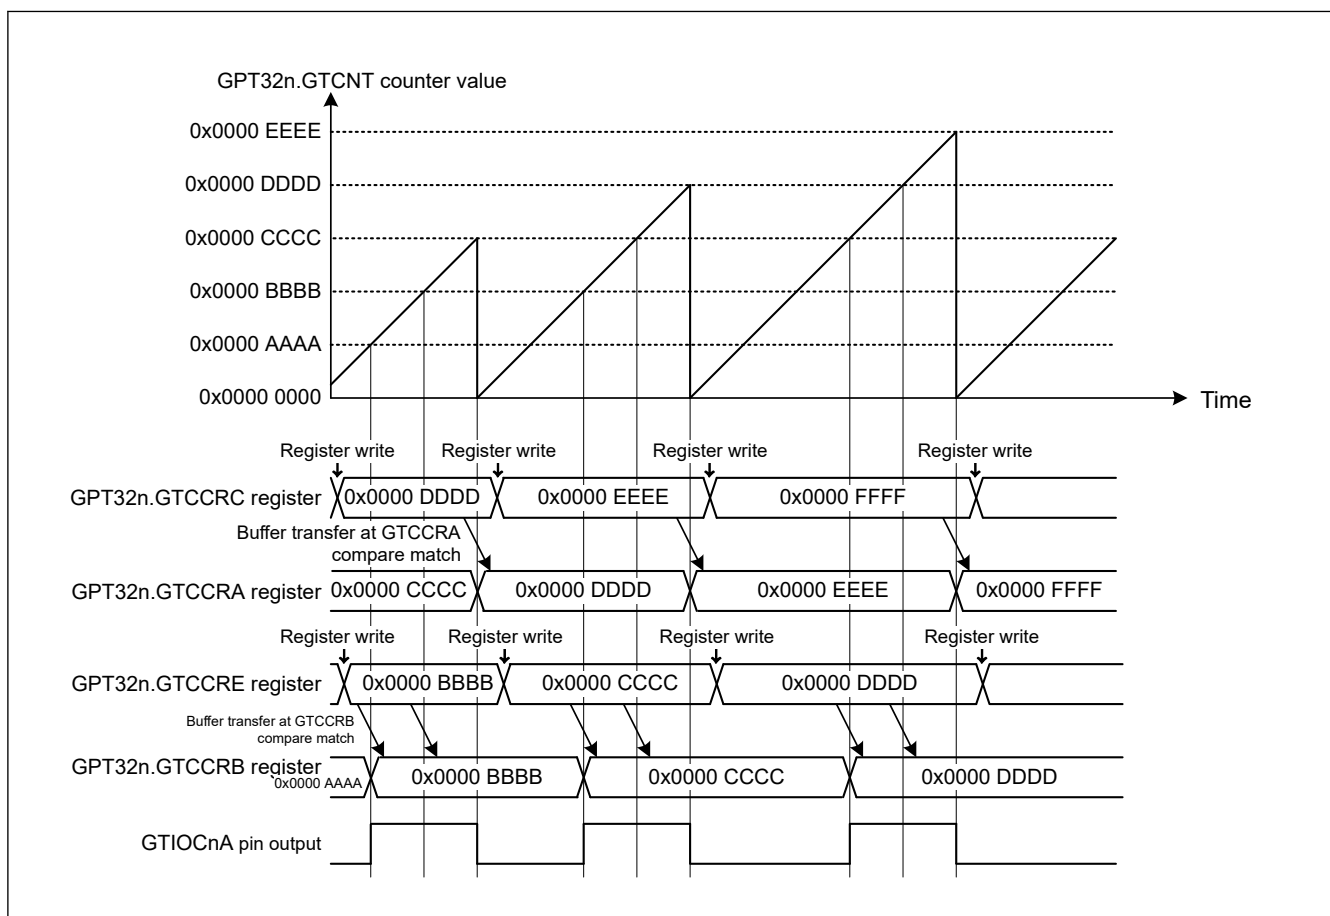 GPT32n.GTCNT counter value
0x0000 EEEE
0x0000 DDDD
0x0000 CCCC
0x0000 BBBB
0x0000 AAAA
0x0000 0000
Time
Register write Register write Register write Register write
GPT32n.GTCCRC register 0x0000 DDDD 0x0000 EEEE 0x0000 FFFF
Buffer transfer at GTCCRA
compare match
GPT32n.GTCCRA register 0x0000 CCCC 0x0000 DDDD 0x0000 EEEE 0x0000 FFFF
Register write Register write Register write Register write
GPT32n.GTCCRE register 0x0000 BBBB 0x0000 CCCC 0x0000 DDDD
Buffer transfer at GTCCRB
compare match
GPT32n.GTCCRB register 0x0000 BBBB 0x0000 CCCC 0x0000 DDDD
`0x0000 AAAA
GTIOCnA pin output